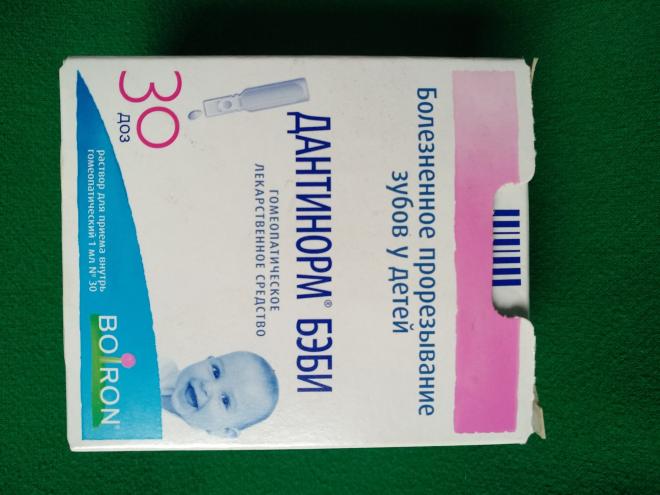 Болезненное прорезывание
зубов у детей
ДАНТИНОРМ® БЭБИ
ГОМЕОПАТИЧЕСКОЕ
ЛЕКАРСТВЕННОЕ СРЕДСТВО
30
ДОЗ
раствор для приема внутрь
гомеопатический 1 мл № 30
BOIRON®